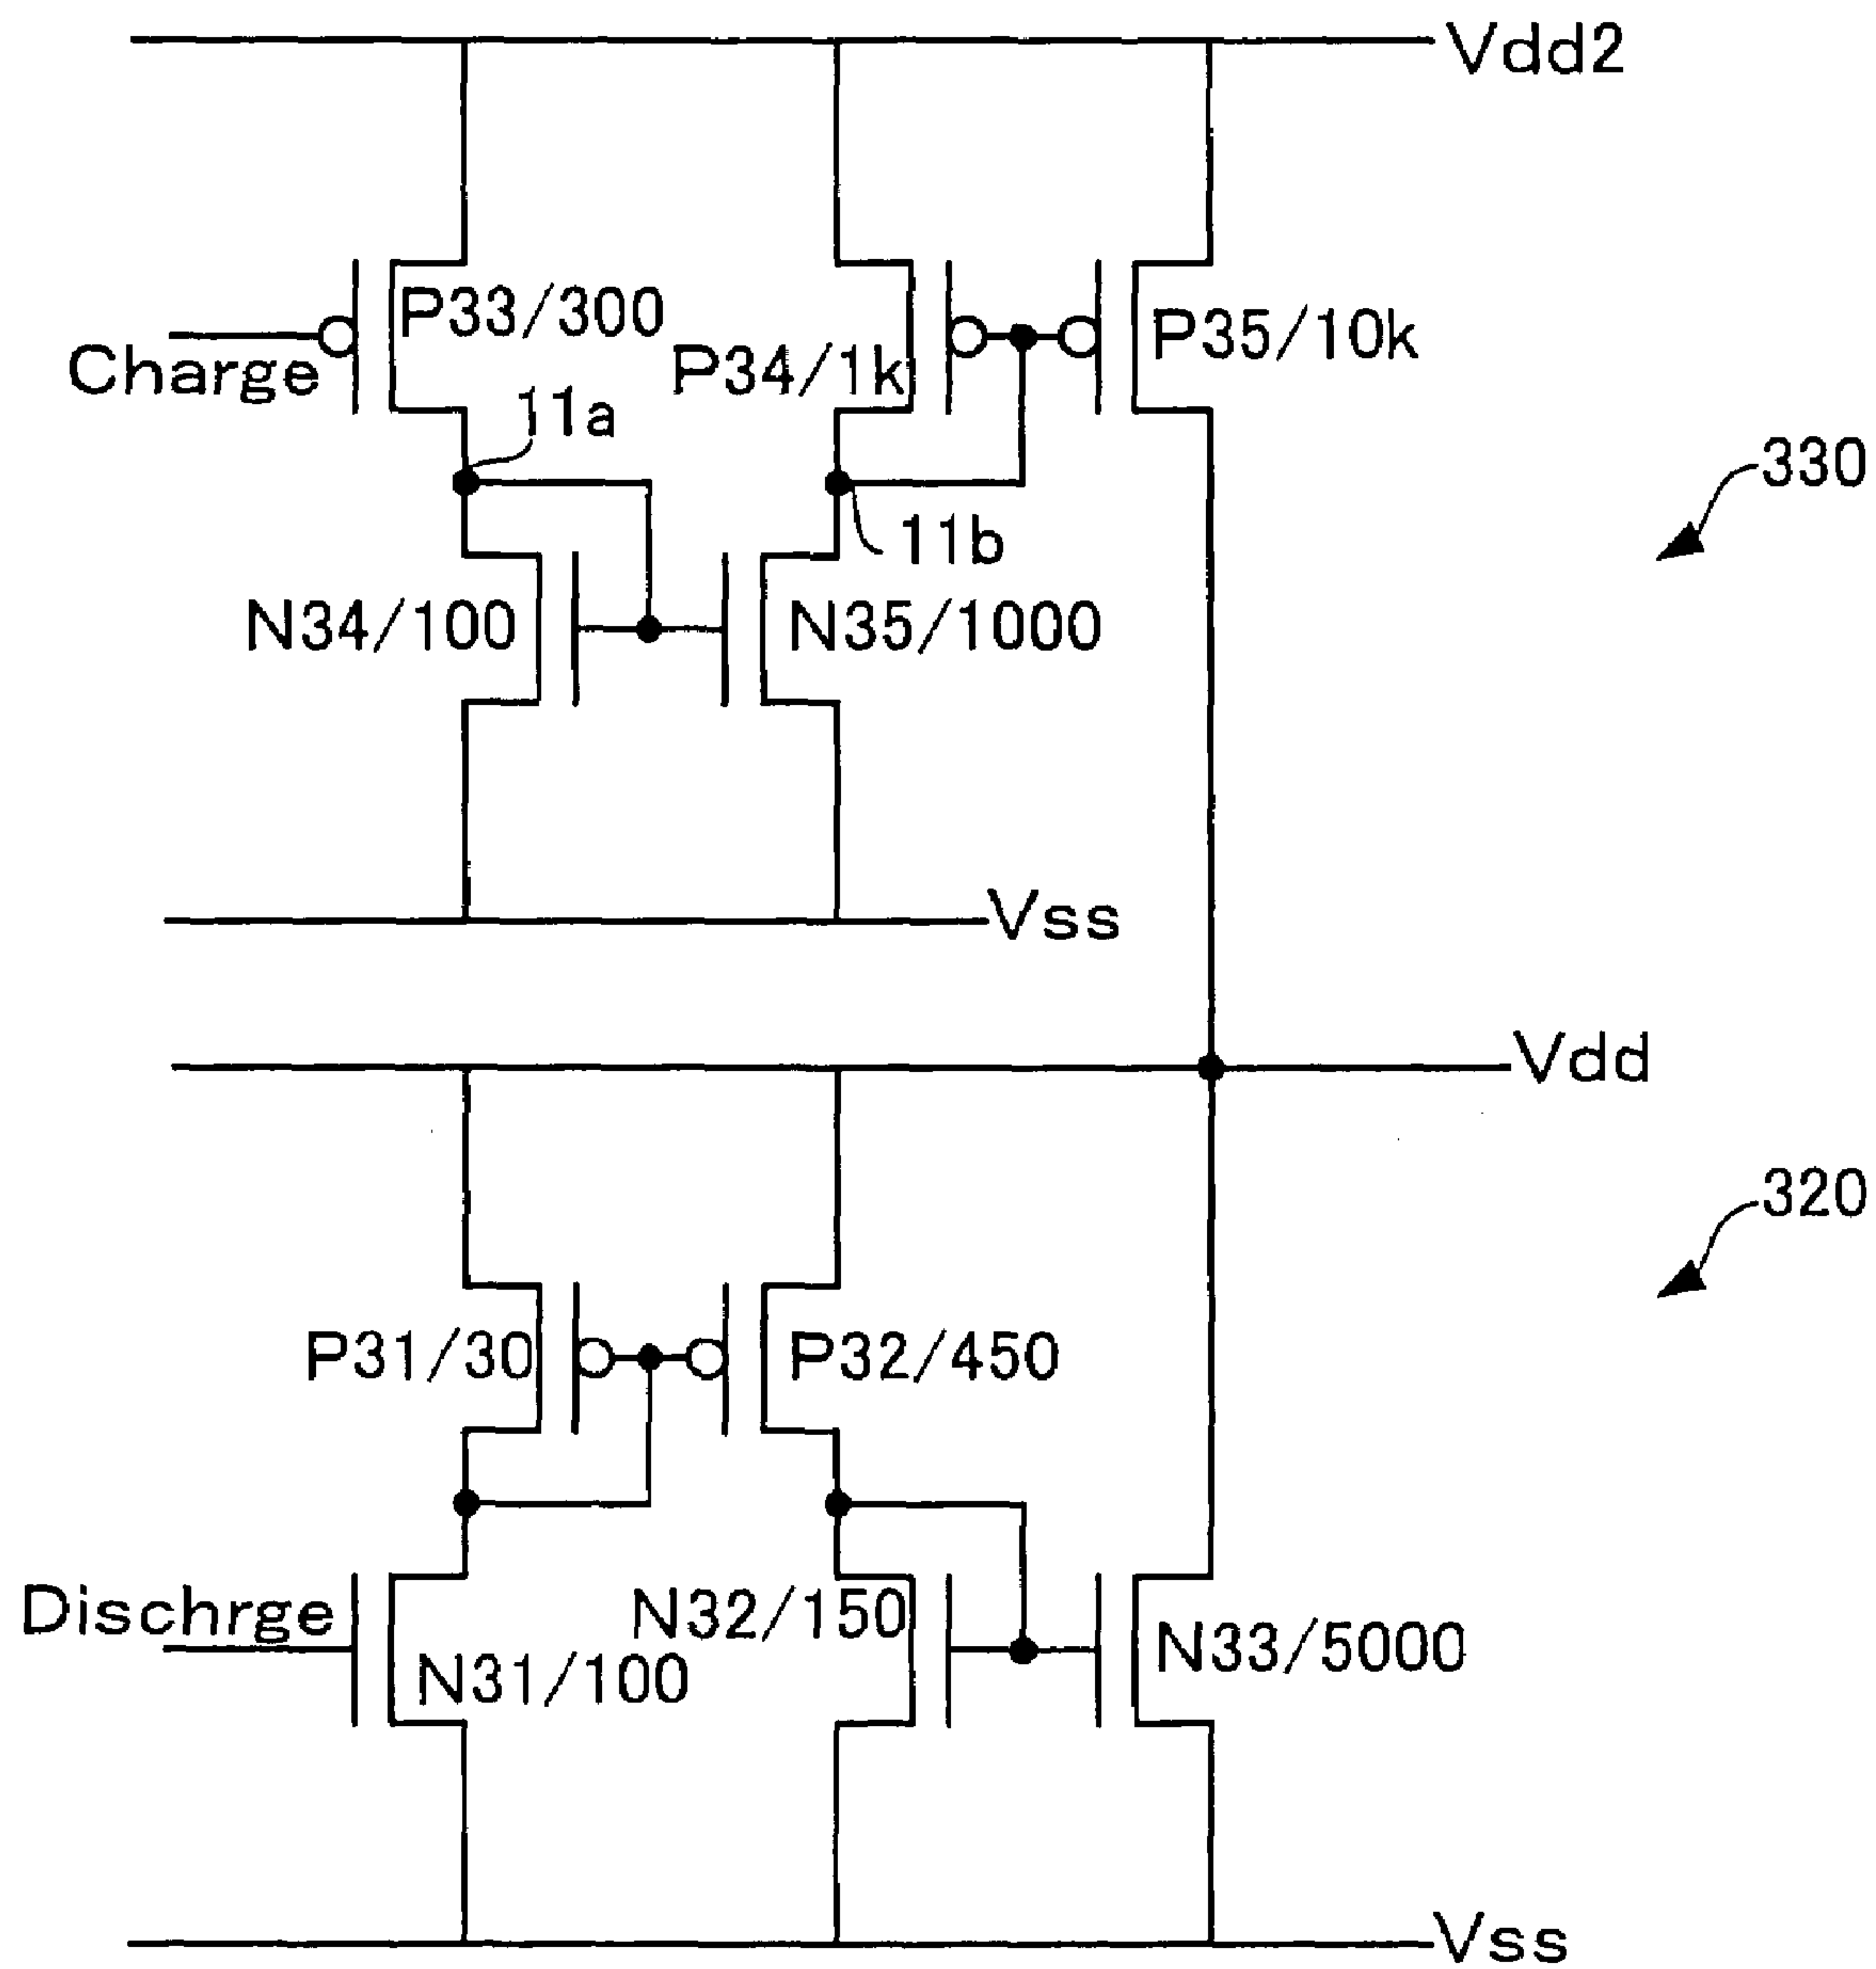 Vdd2
P33/300
P34/1k
P35/10k
Charge
11a
330
11b
N34/100
N35/1000
Vss
Vdd
320
P31/30
P32/450
Dischrge
N32/150
N31/100
N33/5000
Vss